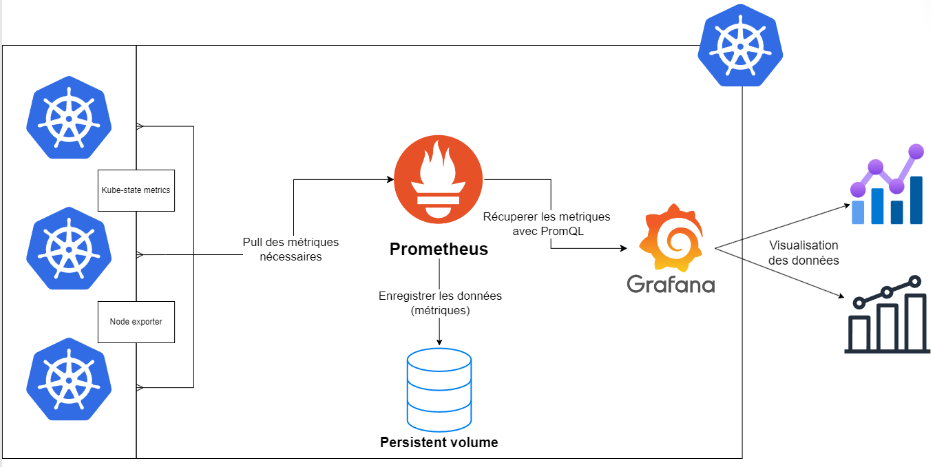 Kube-state metrics
Node exporter
Pull des métriques
nécessaires
Prometheus
Enregistrer les données
(métriques)
Persistent volume
Récuperer les metriques
avec PromQL
Grafana
Visualisation
des données